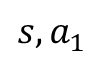 s, a₁